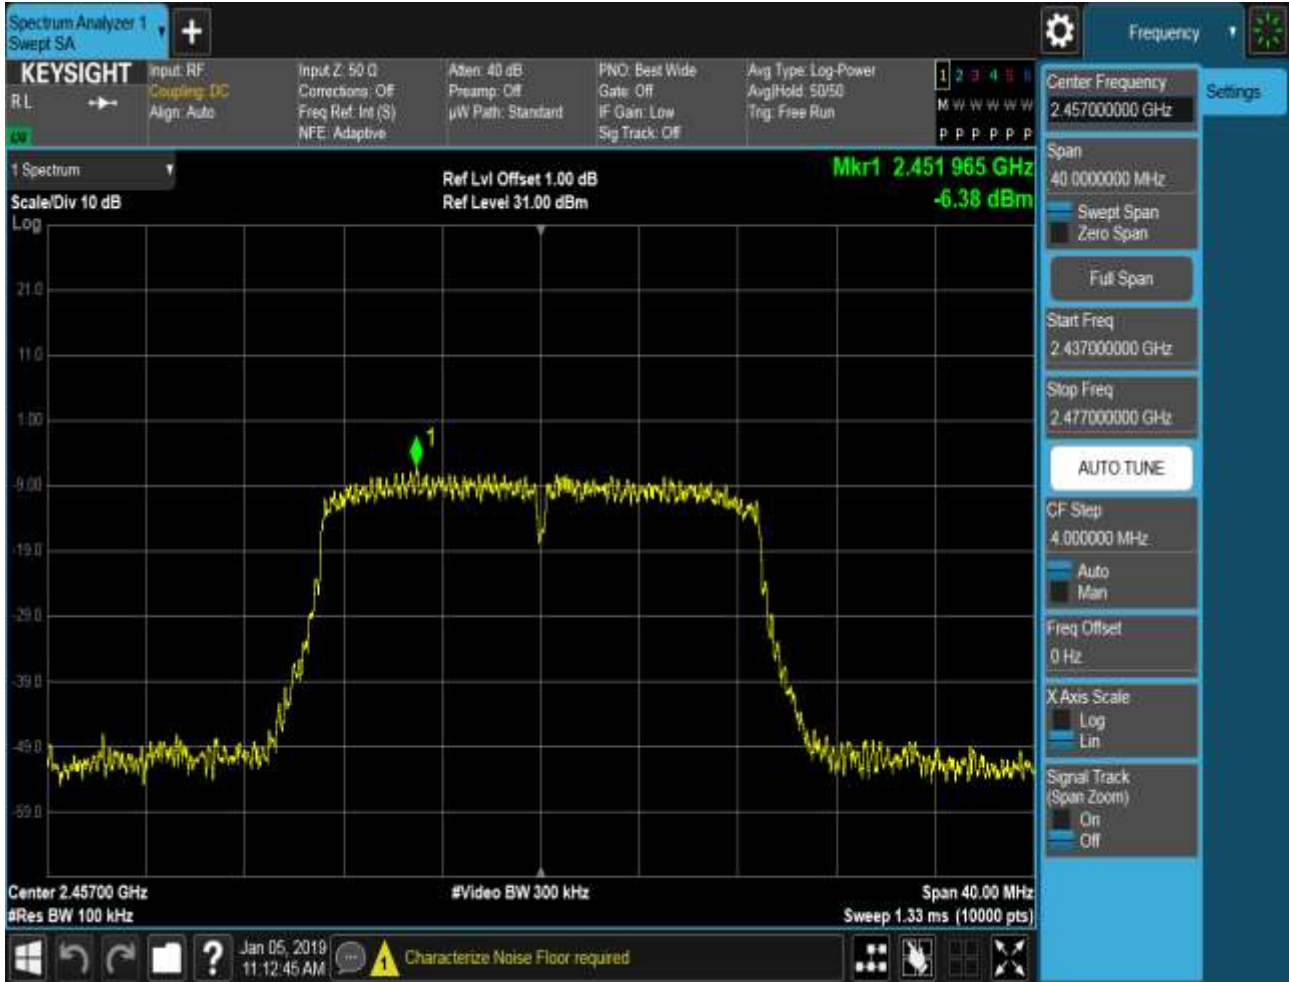 Spectrum Analyzer 1
Swept SA
+
Frequency
KEYSIGHT
RL
LXI
Input: RF
Coupling: DC
Align: Auto
Input Z: 50 Ω
Corrections: Off
Freq Ref: Int (S)
NFE: Adaptive
Atten: 40 dB
Preamp: Off
µW Path: Standard
PNO: Best Wide
Gate: Off
IF Gain: Low
Sig Track: Off
Avg Type: Log-Power
Avg|Hold: 50/50
Trig: Free Run
1 2 3 4 5 6
M W W W W W
P P P P P P
1 Spectrum
Scale/Div 10 dB
Log
Ref Lvl Offset 1.00 dB
Ref Level 31.00 dBm
Mkr1 2.451 965 GHz
-6.38 dBm
21.0
11.0
1.00
-9.00
-19.0
-29.0
-39.0
-49.0
-59.0
1
Center 2.45700 GHz
#Res BW 100 kHz
#Video BW 300 kHz
Span 40.00 MHz
Sweep 1.33 ms (10000 pts)
Center Frequency
2.457000000 GHz
Settings
Span
40.0000000 MHz
Swept Span
Zero Span
Full Span
Start Freq
2.437000000 GHz
Stop Freq
2.477000000 GHz
AUTO TUNE
CF Step
4.000000 MHz
Auto
Man
Freq Offset
0 Hz
X Axis Scale
Log
Lin
Signal Track
(Span Zoom)
On
Off
?
Jan 05, 2019
11:12:45 AM
1
Characterize Noise Floor required